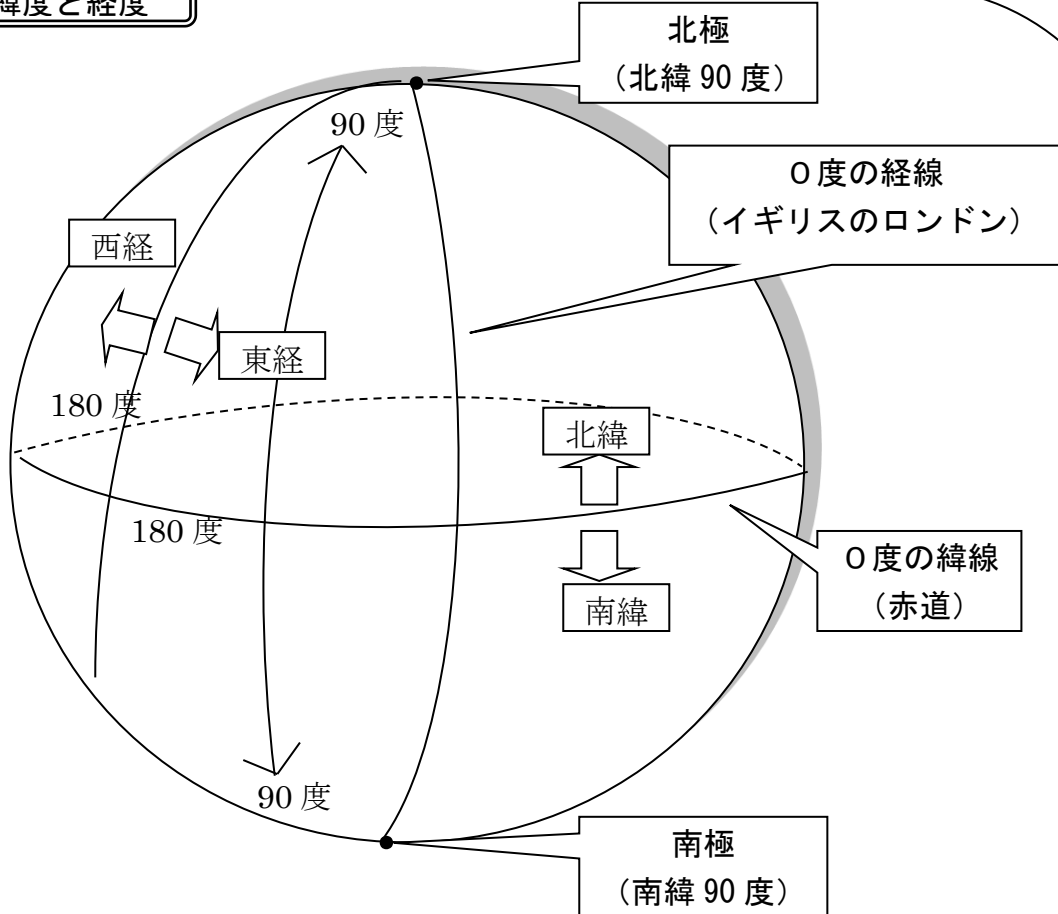 緯度と経度
北極
（北緯 90 度）
90 度
０度の経線
（イギリスのロンドン）
西経
東経
180 度
北緯
180 度
０度の緯線
（赤道）
南緯
90 度
南極
（南緯 90 度）